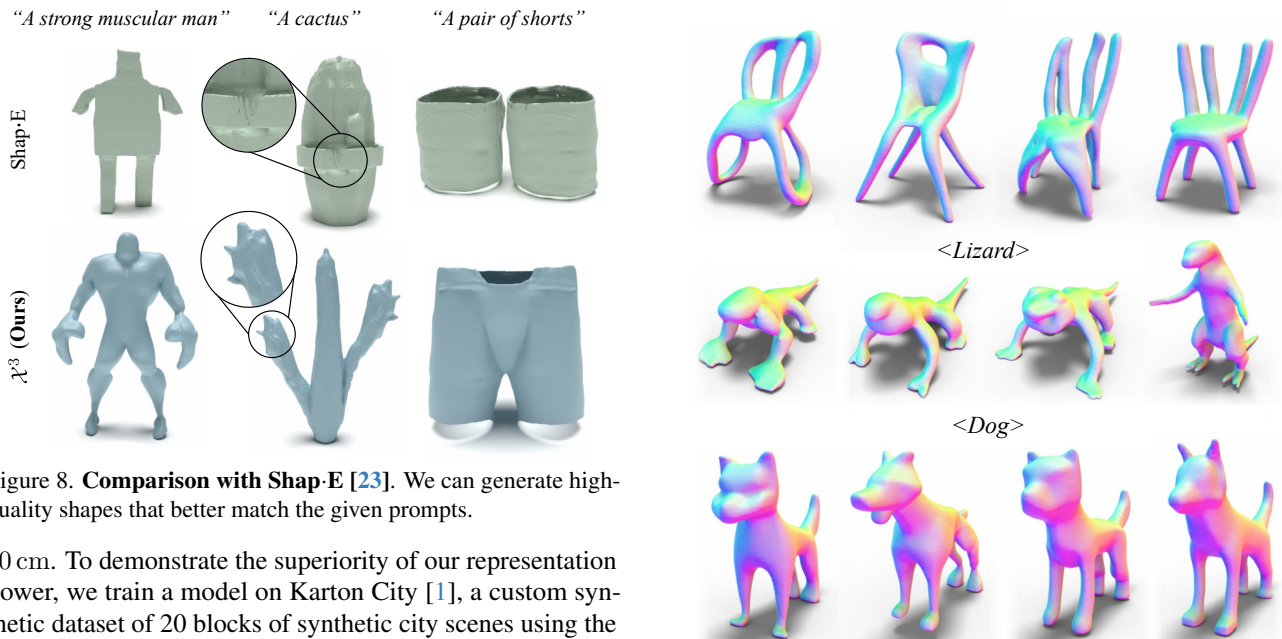 “A strong muscular man” “A cactus” “A pair of shorts”
Shap·E
𝒳³ (Ours)
igure 8. Comparison with Shap·E [23]. We can generate high-
uality shapes that better match the given prompts.
0 cm. To demonstrate the superiority of our representation
ower, we train a model on Karton City [1], a custom syn-
hetic dataset of 20 blocks of synthetic city scenes using the
<Lizard>
<Dog>